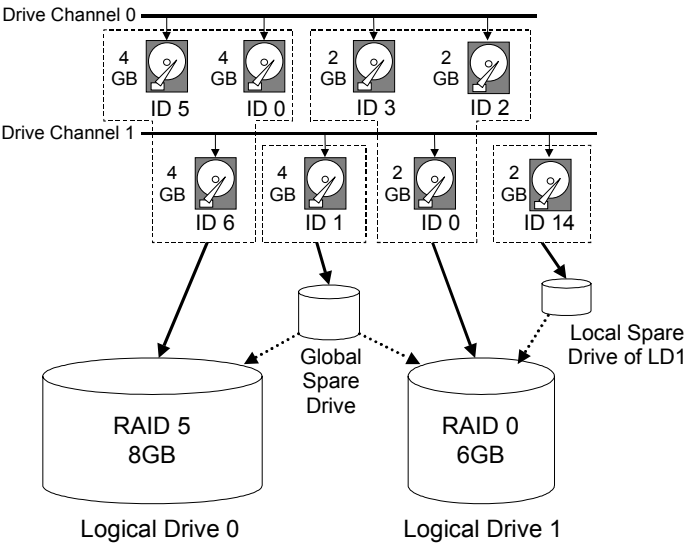 Drive Channel 0
4 GB
4 GB
2 GB
2 GB
ID 5
ID 0
ID 3
ID 2
Drive Channel 1
4 GB
4 GB
2 GB
2 GB
ID 6
ID 1
ID 0
ID 14
Global
Spare
Drive
Local Spare
Drive of LD1
RAID 5
8GB
RAID 0
6GB
Logical Drive 0
Logical Drive 1